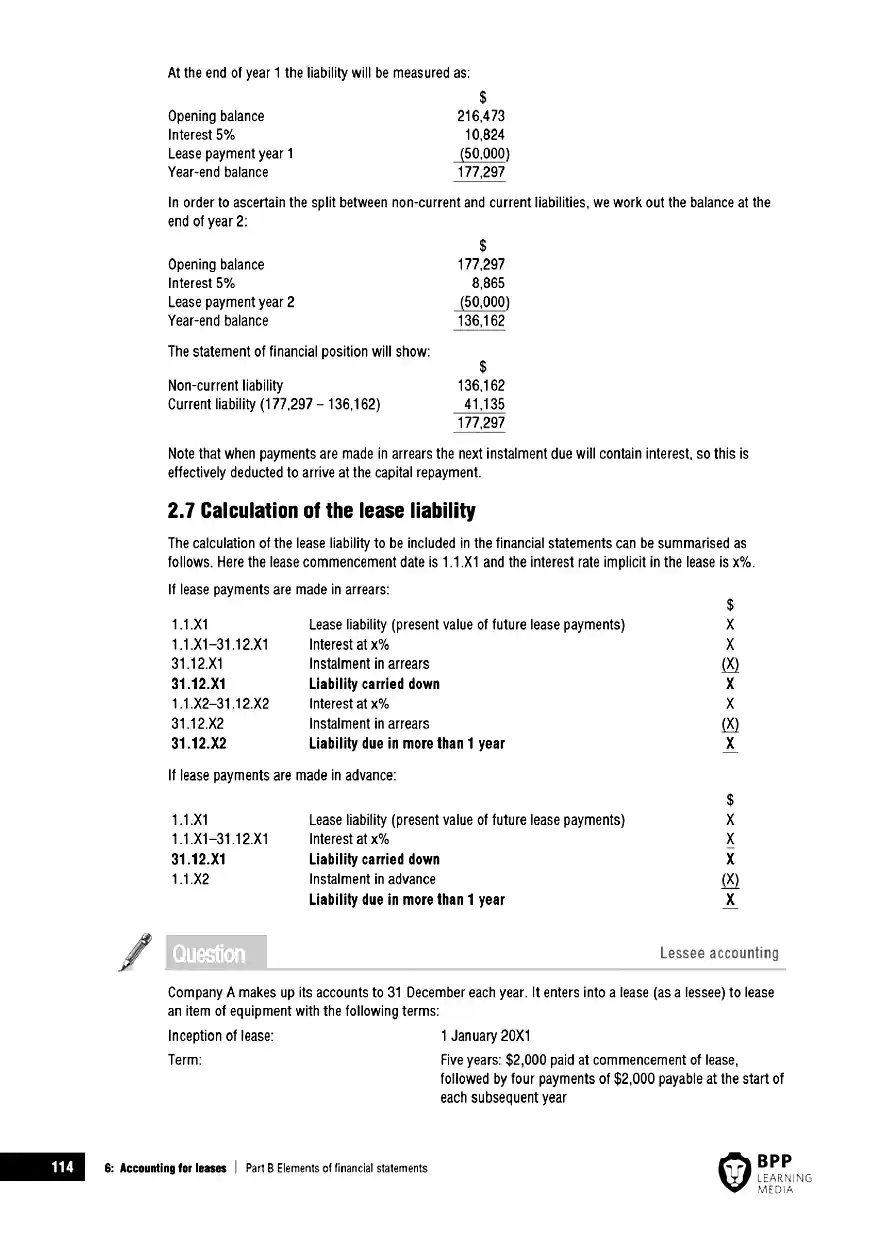 At the end of year 1 the liability will be measured as:
$
Opening balance 216,473
Interest 5% 10,824
Lease payment year 1 (50,000)
Year-end balance 177,297
In order to ascertain the split between non-current and current liabilities, we work out the balance at the
end of year 2:
$
Opening balance 177,297
Interest 5% 8,865
Lease payment year 2 (50,000)
Year-end balance 136,162
The statement of financial position will show:
$
Non-current liability 136,162
Current liability (177,297 – 136,162) 41,135
177,297
Note that when payments are made in arrears the next instalment due will contain interest, so this is
effectively deducted to arrive at the capital repayment.
2.7 Calculation of the lease liability
The calculation of the lease liability to be included in the financial statements can be summarised as
follows. Here the lease commencement date is 1.1.X1 and the interest rate implicit in the lease is x%.
If lease payments are made in arrears:
$
1.1.X1 Lease liability (present value of future lease payments) X
1.1.X1–31.12.X1 Interest at x% X
31.12.X1 Instalment in arrears (X)
31.12.X1 Liability carried down X
1.1.X2–31.12.X2 Interest at x% X
31.12.X2 Instalment in arrears (X)
31.12.X2 Liability due in more than 1 year X
If lease payments are made in advance:
$
1.1.X1 Lease liability (present value of future lease payments) X
1.1.X1–31.12.X1 Interest at x% X
31.12.X1 Liability carried down X
1.1.X2 Instalment in advance (X)
Liability due in more than 1 year X
Question Lessee accounting
Company A makes up its accounts to 31 December each year. It enters into a lease (as a lessee) to lease
an item of equipment with the following terms:
Inception of lease: 1 January 20X1
Term: Five years: $2,000 paid at commencement of lease,
followed by four payments of $2,000 payable at the start of
each subsequent year
114 6: Accounting for leases | Part B Elements of financial statements
BPP
LEARNING
MEDIA